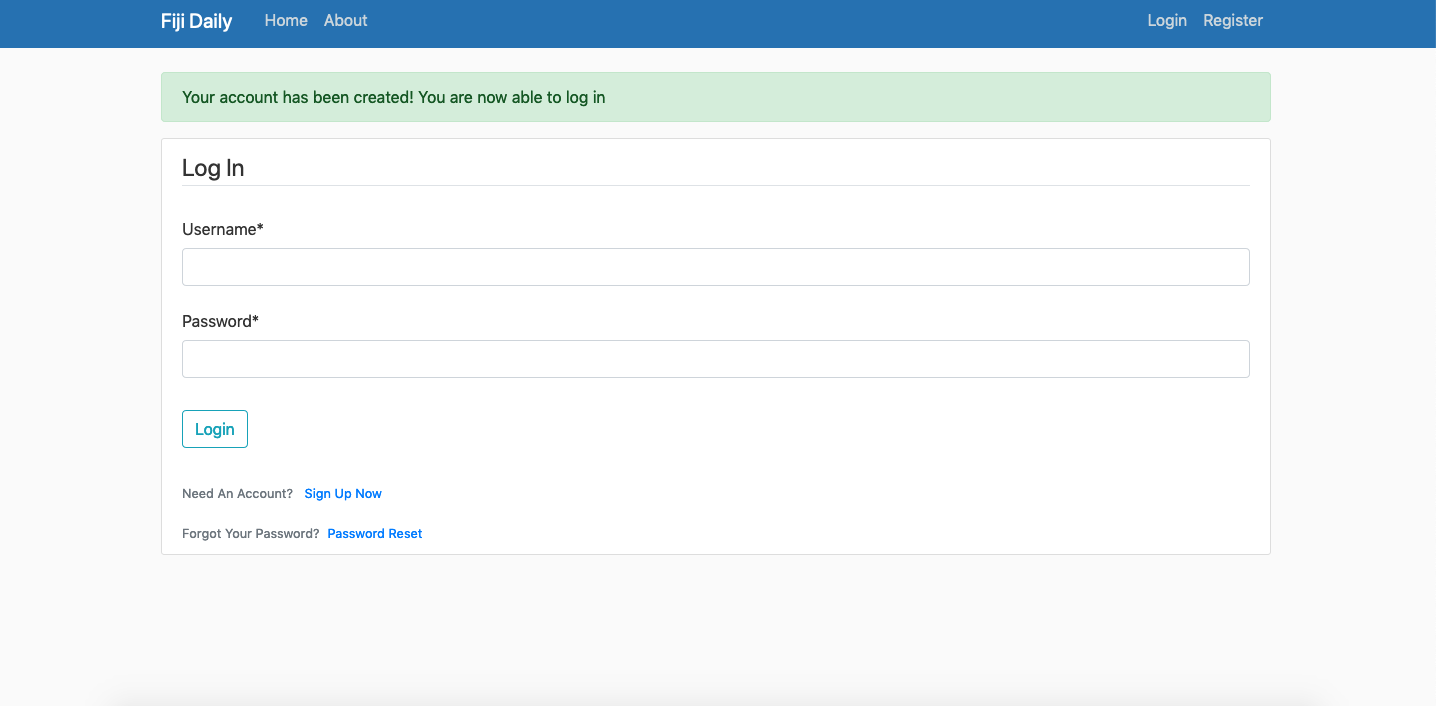 Fiji Daily Home About Login Register
Your account has been created! You are now able to log in
Log In
Username*
Password*
Login
Need An Account? Sign Up Now
Forgot Your Password? Password Reset